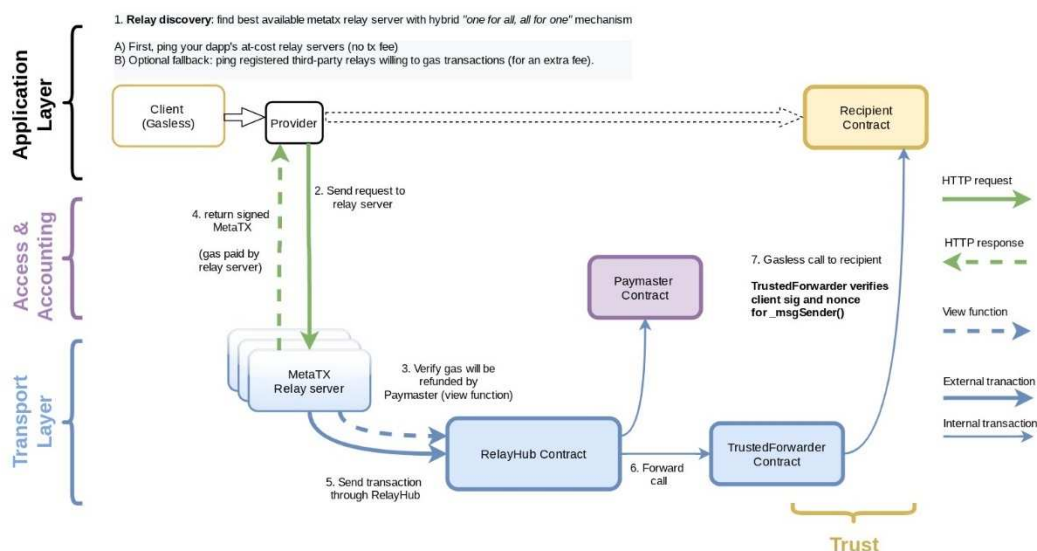 1. Relay discovery: find best available metatx relay server with hybrid "one for all, all for one" mechanism
A) First, ping your dapp's at-cost relay servers (no tx fee)
B) Optional fallback: ping registered third-party relays willing to gas transactions (for an extra fee).
Application
Layer
Client
(Gasless)
Provider
Recipient
Contract
2. Send request to
relay server
HTTP request
Access &
Accounting
4. return signed
MetaTX
(gas paid by
relay server)
HTTP response
Paymaster
Contract
7. Gasless call to recipient
TrustedForwarder verifies
client sig and nonce
for _msgSender()
View function
Transport
Layer
MetaTX
Relay server
3. Verify gas will be
refunded by
Paymaster (view function)
External tranaction
Internal transaction
RelayHub Contract
TrustedForwarder
Contract
6. Forward
call
5. Send transaction
through RelayHub
Trust